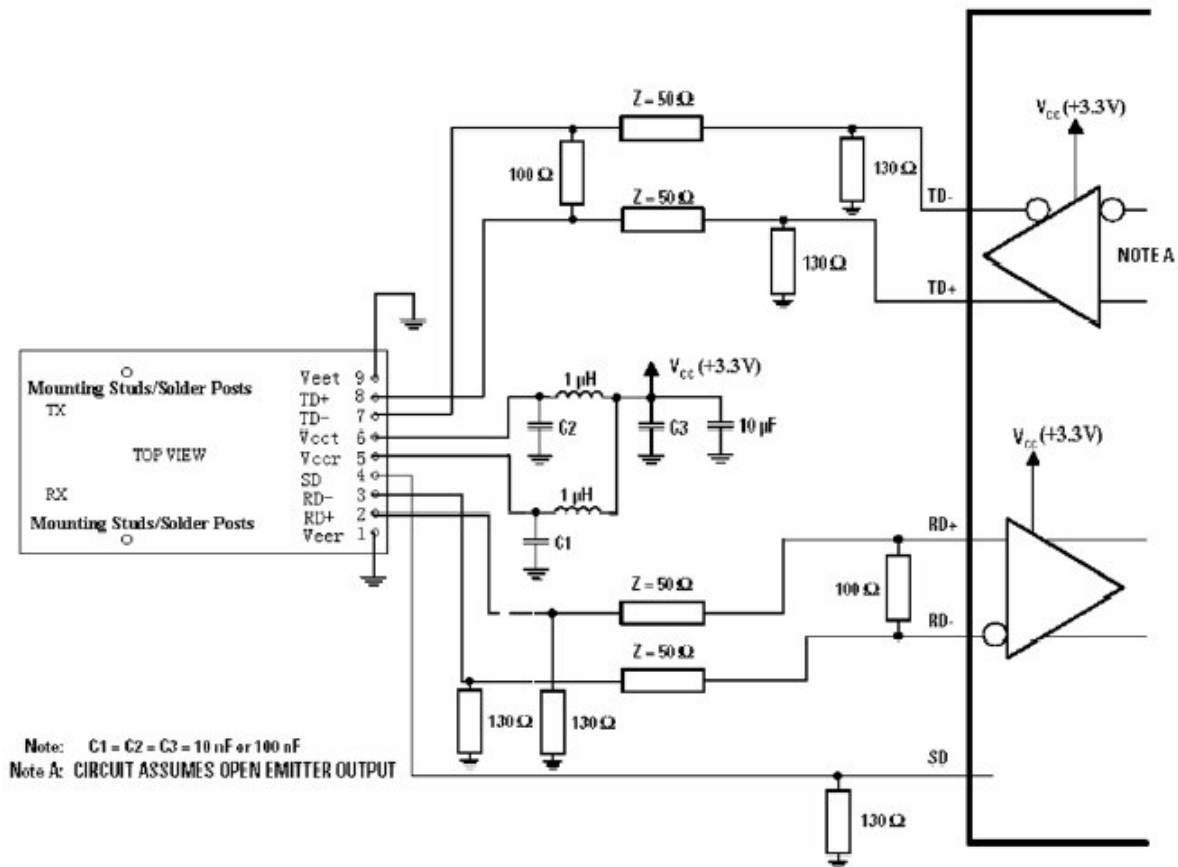 Z = 50 Ω
VCC (+3.3V)
100 Ω
130 Ω
TD-
Z = 50 Ω
130 Ω
NOTE A
TD+
VCC (+3.3V)
Mounting Studs/Solder Posts
TX
TOP VIEW
RX
Mounting Studs/Solder Posts
Veet 9
TD+ 8
TD- 7
Vcct 6
Vccr 5
SD 4
RD- 3
RD+ 2
Veer 1
1 µH
C2
C3
10 µF
1 µH
C1
VCC (+3.3V)
RD+
Z = 50 Ω
100 Ω
RD-
Z = 50 Ω
130 Ω
130 Ω
SD
130 Ω
Note: C1 = C2 = C3 = 10 nF or 100 nF
Note A: CIRCUIT ASSUMES OPEN EMITTER OUTPUT